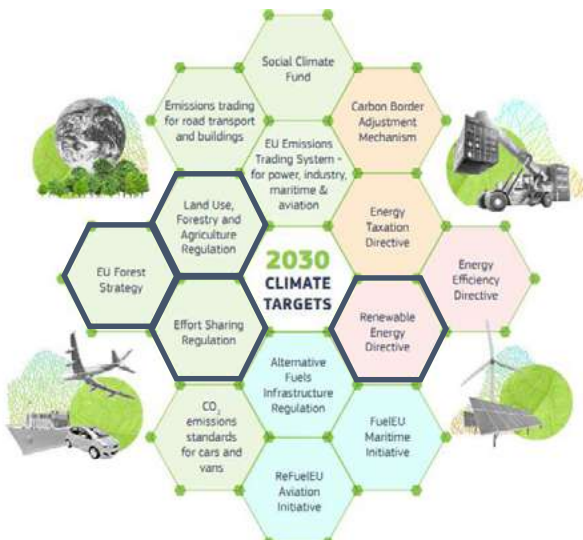 Social Climate
Fund
Emissions trading
for road transport
and buildings
Carbon Border
Adjustment
Mechanism
EU Emissions
Trading System -
for power, industry,
maritime &
aviation
Land Use,
Forestry and
Agriculture
Regulation
Energy
Taxation
Directive
EU Forest
Strategy
2030
CLIMATE
TARGETS
Energy
Efficiency
Directive
Effort Sharing
Regulation
Renewable
Energy
Directive
Alternative
Fuels
Infrastructure
Regulation
CO₂
emissions
standards
for cars and
vans
FuelEU
Maritime
Initiative
ReFuelEU
Aviation
Initiative